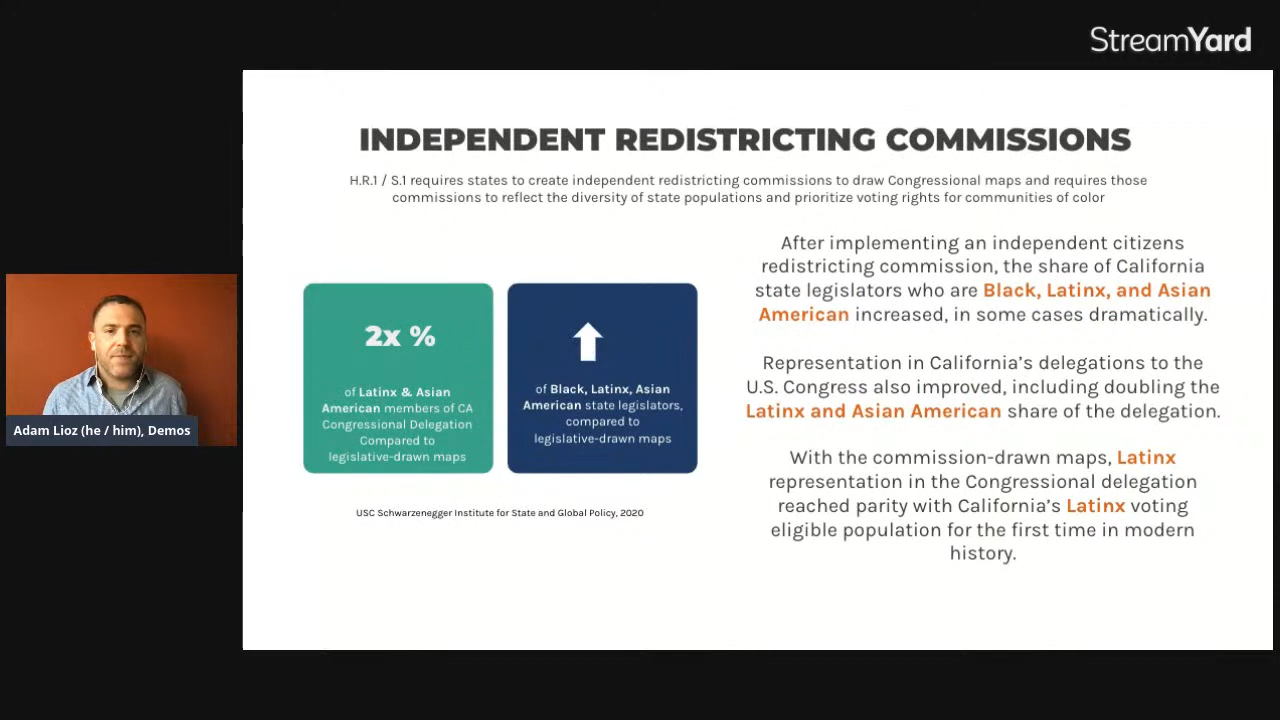 StreamYard
INDEPENDENT REDISTRICTING COMMISSIONS
H.R.1 / S.1 requires states to create independent redistricting commissions to draw Congressional maps and requires those
commissions to reflect the diversity of state populations and prioritize voting rights for communities of color
2x %
of Latinx & Asian
American members of CA
Congressional Delegation
Compared to
legislative-drawn maps
of Black, Latinx, Asian
American state legislators,
compared to
legislative-drawn maps
USC Schwarzenegger Institute for State and Global Policy, 2020
After implementing an independent citizens
redistricting commission, the share of California
state legislators who are Black, Latinx, and Asian
American increased, in some cases dramatically.
Representation in California's delegations to the
U.S. Congress also improved, including doubling the
Latinx and Asian American share of the delegation.
With the commission-drawn maps, Latinx
representation in the Congressional delegation
reached parity with California's Latinx voting
eligible population for the first time in modern
history.
Adam Lioz (he / him), Demos